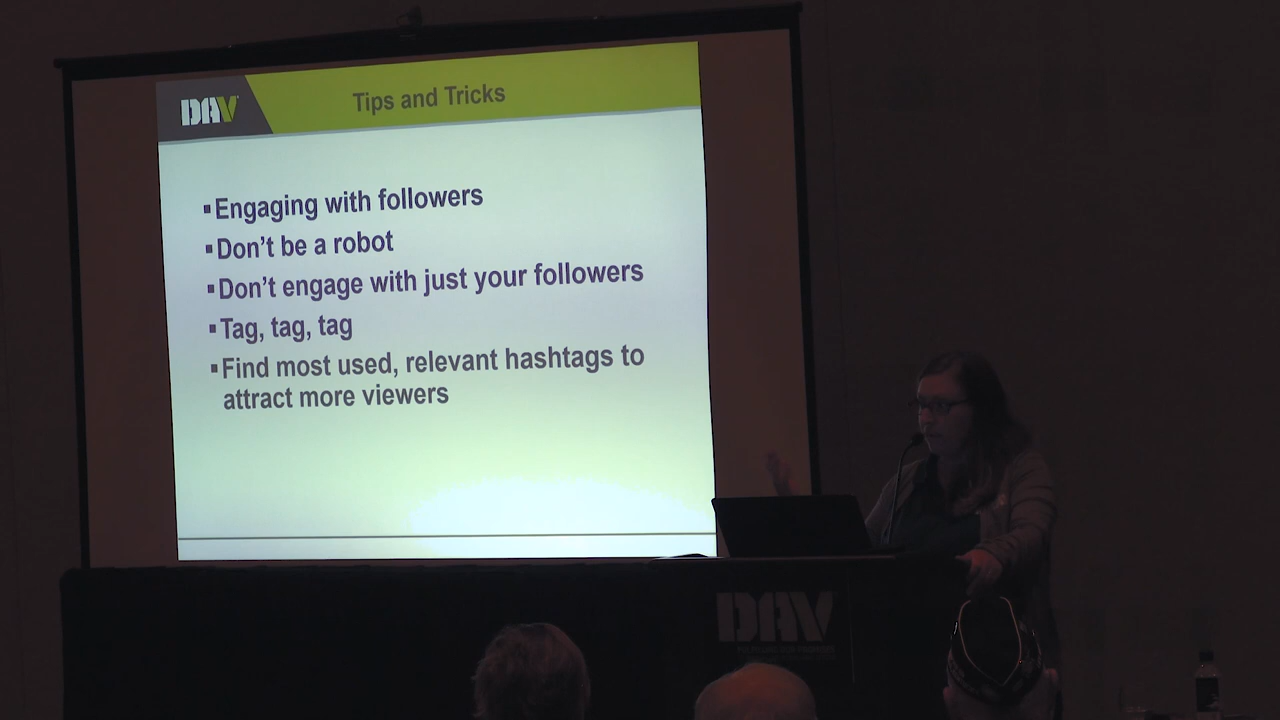 DAV
Tips and Tricks
▪Engaging with followers
▪Don't be a robot
▪Don't engage with just your followers
▪Tag, tag, tag
▪Find most used, relevant hashtags to
attract more viewers
DAV